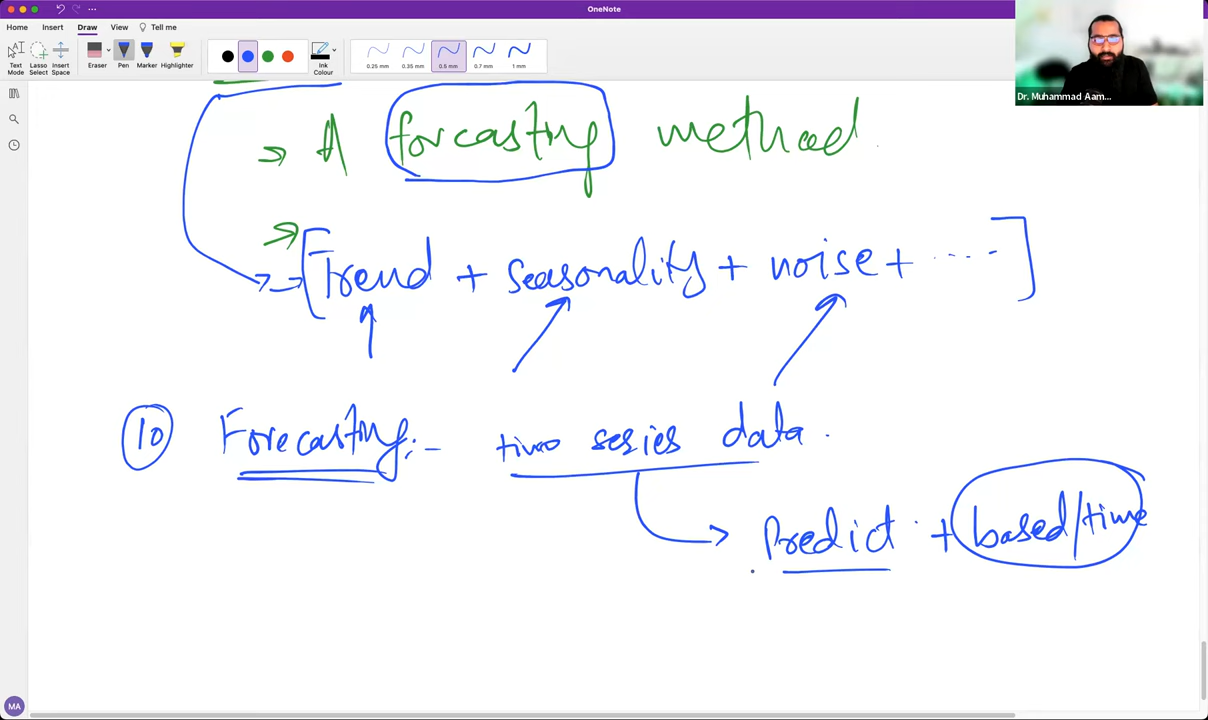 OneNote
Home Insert Draw View Tell me
Text Mode Lasso Select Insert Space Eraser Pen Marker Highlighter Ink Colour 0.25 mm 0.35 mm 0.5 mm 0.7 mm 1 mm
Dr. Muhammad Aam...
→ A forcasting method
→ [Trend + seasonality + noise + ....]
10 Forecasting:- time series data.
→ Predict + based/time
MA